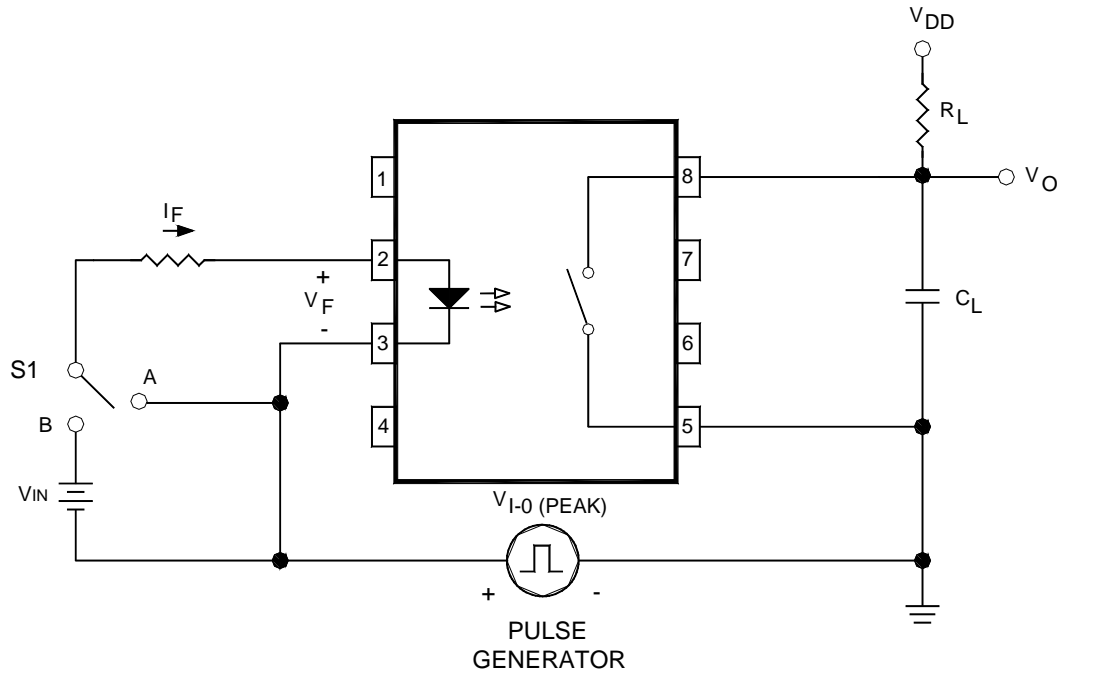 VDD
RL
VO
CL
1
2
3
4
8
7
6
5
IF
+
VF
-
S1
A
B
VIN
VI-0 (PEAK)
+
-
PULSE
GENERATOR